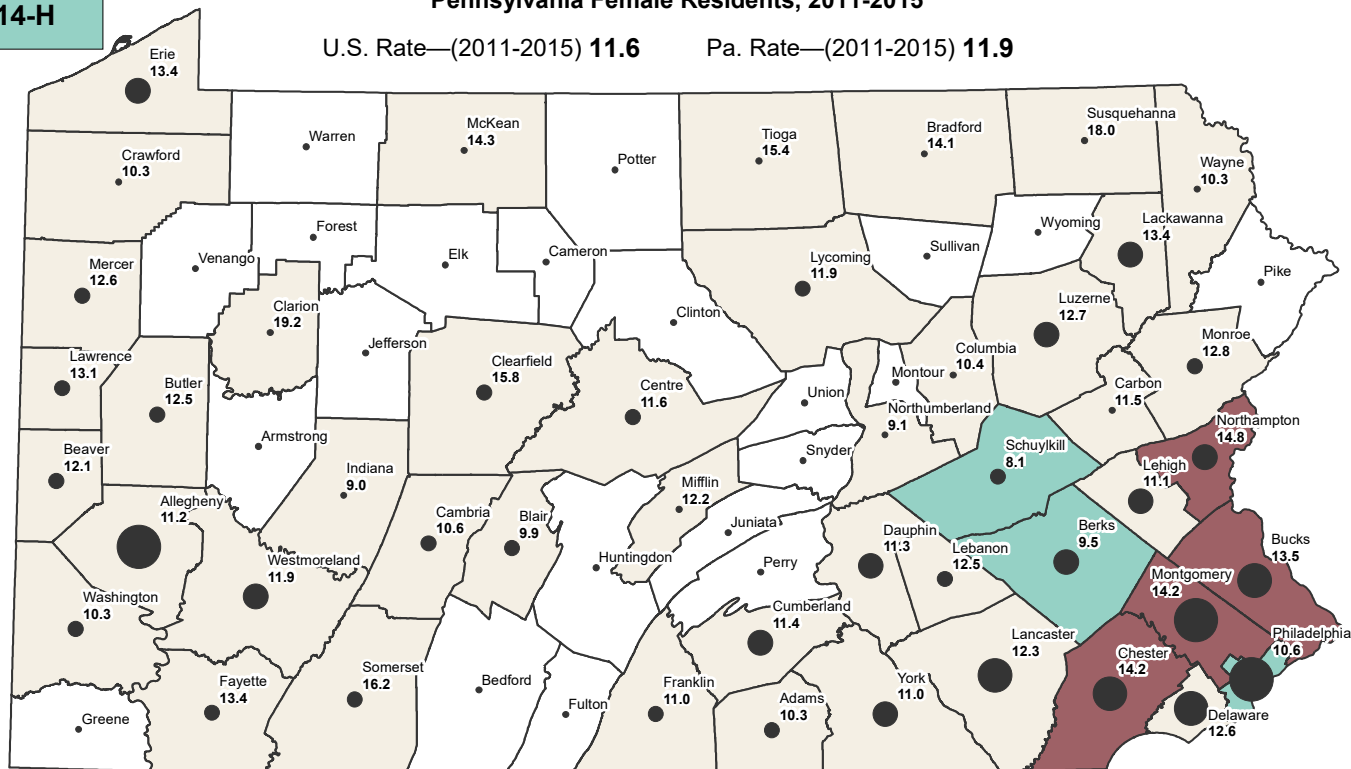 14-H
Pennsylvania Female Residents, 2011-2015
U.S. Rate—(2011-2015) 11.6
Pa. Rate—(2011-2015) 11.9
Erie
13.4
Warren
McKean
14.3
Potter
Tioga
15.4
Bradford
14.1
Susquehanna
18.0
Wayne
10.3
Crawford
10.3
Forest
Venango
Elk
Cameron
Lycoming
11.9
Sullivan
Wyoming
Lackawanna
13.4
Pike
Mercer
12.6
Clarion
19.2
Clinton
Luzerne
12.7
Jefferson
Monroe
12.8
Lawrence
13.1
Butler
12.5
Clearfield
15.8
Centre
11.6
Union
Montour
Columbia
10.4
Carbon
11.5
Northumberland
9.1
Northampton
14.8
Beaver
12.1
Armstrong
Indiana
9.0
Snyder
Schuylkill
8.1
Lehigh
11.1
Allegheny
11.2
Mifflin
12.2
Cambria
10.6
Blair
9.9
Juniata
Dauphin
11.3
Berks
9.5
Bucks
13.5
Westmoreland
11.9
Huntingdon
Perry
Lebanon
12.5
Montgomery
14.2
Washington
10.3
Cumberland
11.4
Lancaster
12.3
Philadelphia
10.6
Chester
14.2
Fayette
13.4
Somerset
16.2
Bedford
Fulton
Franklin
11.0
Adams
10.3
York
11.0
Greene
Delaware
12.6